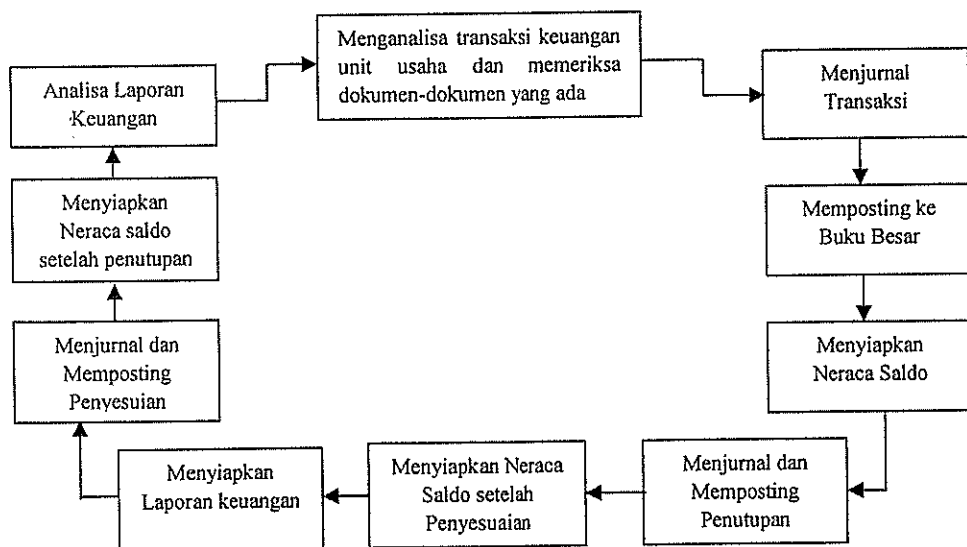 Menganalisa transaksi keuangan
unit usaha dan memeriksa
dokumen-dokumen yang ada
Menjurnal
Transaksi
Memposting ke
Buku Besar
Menyiapkan
Neraca Saldo
Menjurnal dan
Memposting
Penutupan
Menyiapkan Neraca
Saldo setelah
Penyesuaian
Menyiapkan
Laporan keuangan
Menjurnal dan
Memposting
Penyesuian
Menyiapkan
Neraca saldo
setelah penutupan
Analisa Laporan
Keuangan